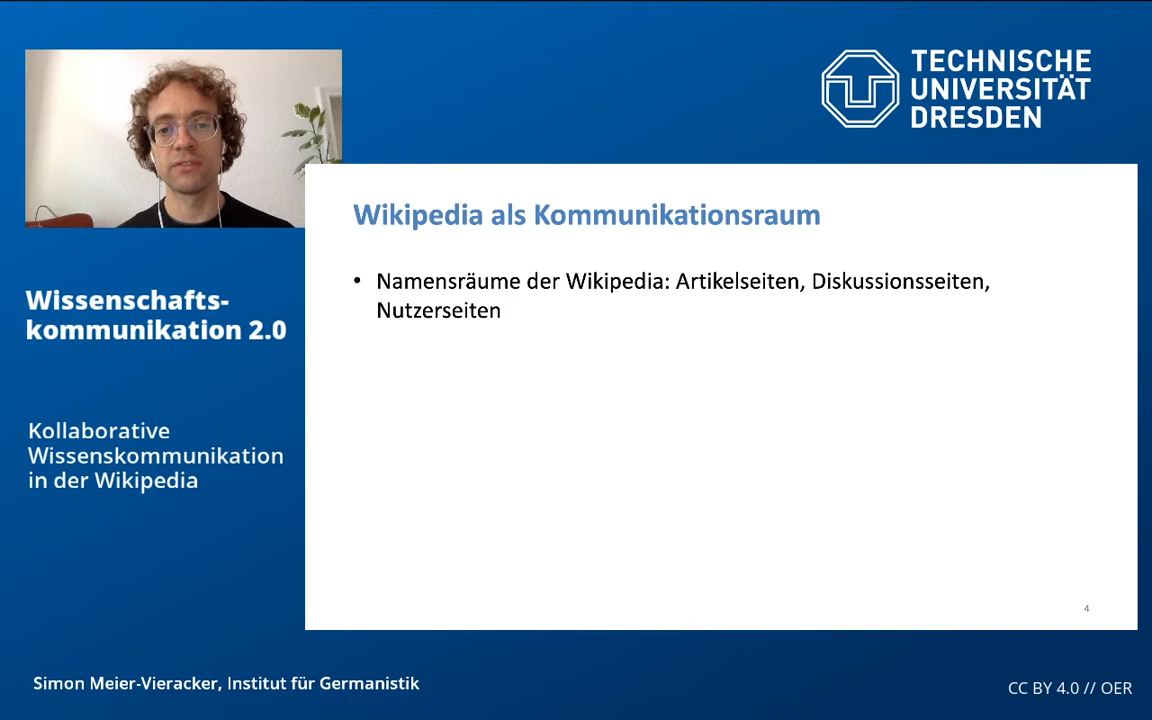 TECHNISCHE
UNIVERSITÄT
DRESDEN
Wikipedia als Kommunikationsraum
• Namensräume der Wikipedia: Artikelseiten, Diskussionsseiten,
Nutzerseiten
4
Wissenschafts-
kommunikation 2.0
Kollaborative
Wissenskommunikation
in der Wikipedia
Simon Meier-Vieracker, Institut für Germanistik
CC BY 4.0 // OER